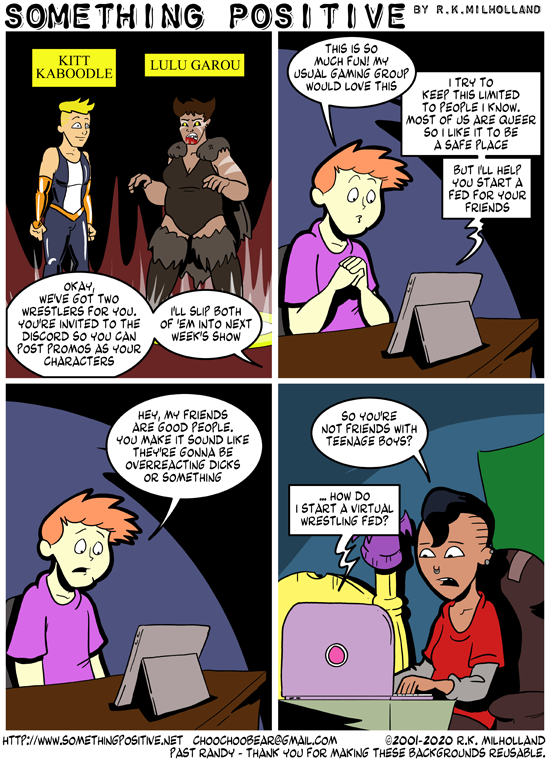 SOMETHING POSITIVE BY R.K.MILHOLLAND
KITT
KABOODLE
LULU GAROU
OKAY,
WE'VE GOT TWO
WRESTLERS FOR YOU.
YOU'RE INVITED TO THE
DISCORD SO YOU CAN
POST PROMOS AS YOUR
CHARACTERS
I'LL SLIP BOTH
OF 'EM INTO NEXT
WEEK'S SHOW
THIS IS SO
MUCH FUN! MY
USUAL GAMING GROUP
WOULD LOVE THIS
I TRY TO
KEEP THIS LIMITED
TO PEOPLE I KNOW.
MOST OF US ARE QUEER
SO I LIKE IT TO BE
A SAFE PLACE
BUT I'LL HELP
YOU START A
FED FOR YOUR
FRIENDS
HEY, MY FRIENDS
ARE GOOD PEOPLE.
YOU MAKE IT SOUND LIKE
THEY'RE GONNA BE
OVERREACTING DICKS
OR SOMETHING
SO YOU'RE
NOT FRIENDS WITH
TEENAGE BOYS?
... HOW DO
I START A VIRTUAL
WRESTLING FED?
HTTP://WWW.SOMETHINGPOSITIVE.NET CHOOCHOOBEAR@GMAIL.COM ©2001-2020 R.K. MILHOLLAND
PAST RANDY - THANK YOU FOR MAKING THESE BACKGROUNDS REUSABLE.